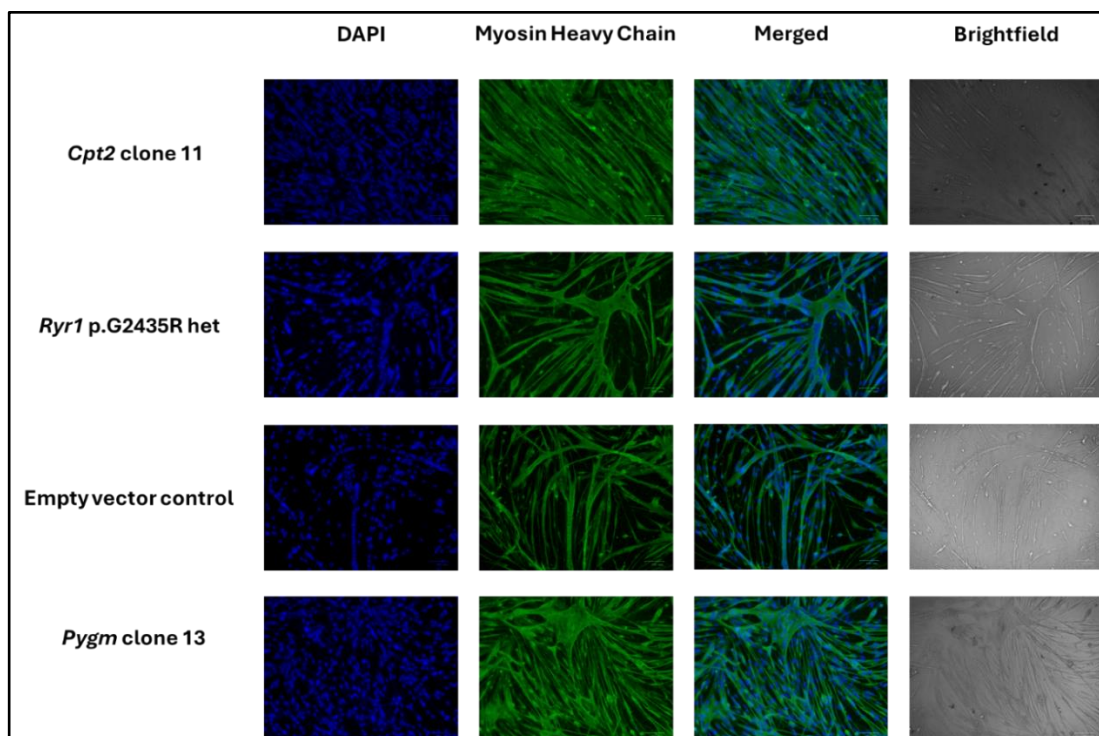 DAPI Myosin Heavy Chain Merged Brightfield
Cpt2 clone 11
Ryr1 p.G2435R het
Empty vector control
Pygm clone 13